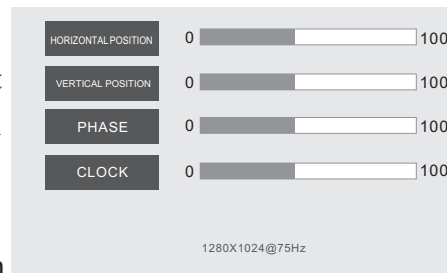 HORIZONTAL POSITION 0 100
VERTICAL POSITION 0 100
PHASE 0 100
CLOCK 0 100
1280X1024@75Hz